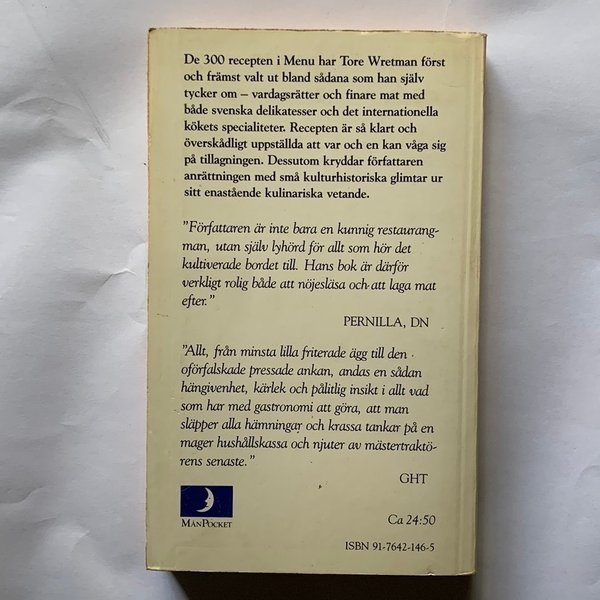 De 300 recepten i Menu har Tore Wretman först
och främst valt ut bland sådana som han själv
tycker om – vardagsrätter och finare mat med
både svenska delikatesser och det internationella
kökets specialiteter. Recepten är så klart och
överskådligt uppställda att var och en kan våga sig
på tillagningen. Dessutom kryddar författaren
anrättningen med små kulturhistoriska glimtar ur
sitt enastående kulinariska vetande.
”Författaren är inte bara en kunnig restaurang-
man, utan själv lyhörd för allt som hör det
kultiverade bordet till. Hans bok är därför
verkligt rolig både att nöjesläsa och att laga mat
efter.”
PERNILLA, DN
”Allt, från minsta lilla friterade ägg till den
oförfalskade pressade ankan, andas en sådan
hängivenhet, kärlek och pålitlig insikt i allt vad
som har med gastronomi att göra, att man
släpper alla hämningar och krassa tankar på en
mager hushållskassa och njuter av mästertraktö-
rens senaste.”
GHT
MÅNPOCKET
Ca 24:50
ISBN 91-7642-146-5